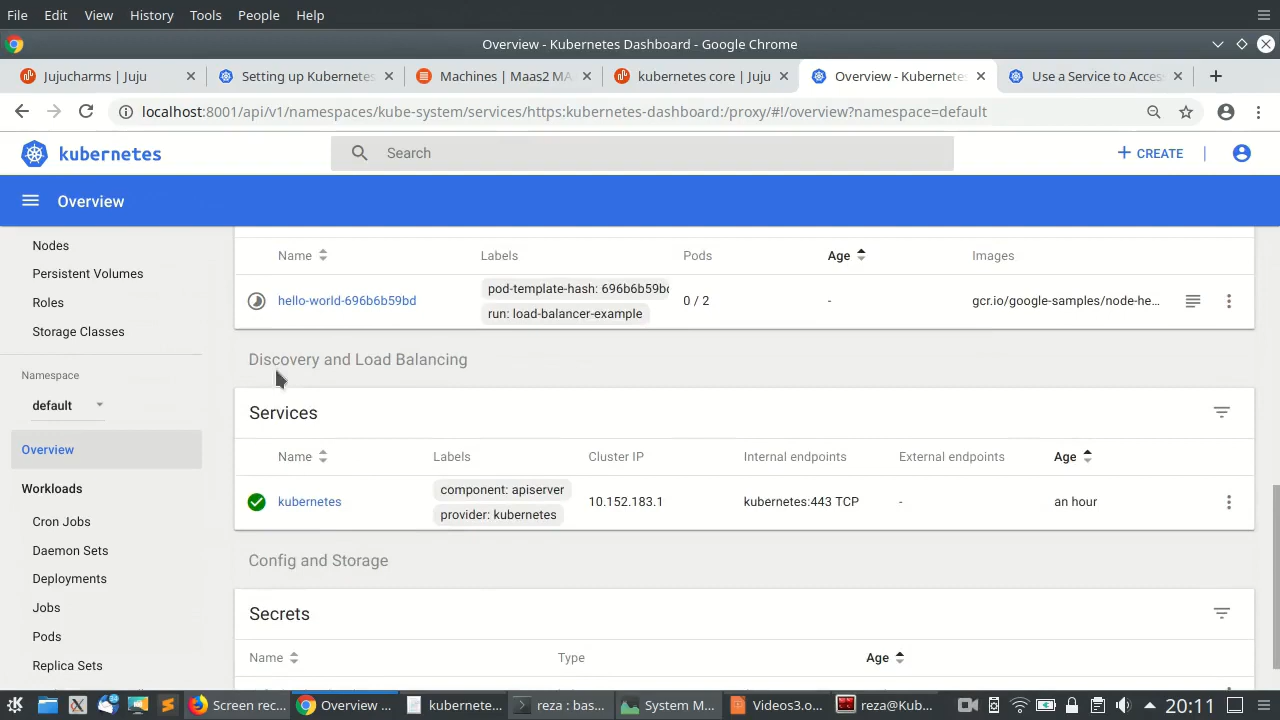 File Edit View History Tools People Help
Overview - Kubernetes Dashboard - Google Chrome
Jujucharms | Juju
Setting up Kubernetes
Machines | Maas2 MA
kubernetes core | Juju
Overview - Kubernetes
Use a Service to Acces
localhost:8001/api/v1/namespaces/kube-system/services/https:kubernetes-dashboard:/proxy/#!/overview?namespace=default
kubernetes
Search
+ CREATE
Overview
Nodes
Persistent Volumes
Roles
Storage Classes
Namespace
default
Overview
Workloads
Cron Jobs
Daemon Sets
Deployments
Jobs
Pods
Replica Sets
Name Labels Pods Age Images
hello-world-696b6b59bd
pod-template-hash: 696b6b59bd
run: load-balancer-example
0 / 2
-
gcr.io/google-samples/node-he...
Discovery and Load Balancing
Services
Name Labels Cluster IP Internal endpoints External endpoints Age
kubernetes
component: apiserver
provider: kubernetes
10.152.183.1
kubernetes:443 TCP
-
an hour
Config and Storage
Secrets
Name Type Age
Screen rec...
Overview ...
kubernete...
reza : bas...
System M...
Videos3.o...
reza@Kub...
20:11